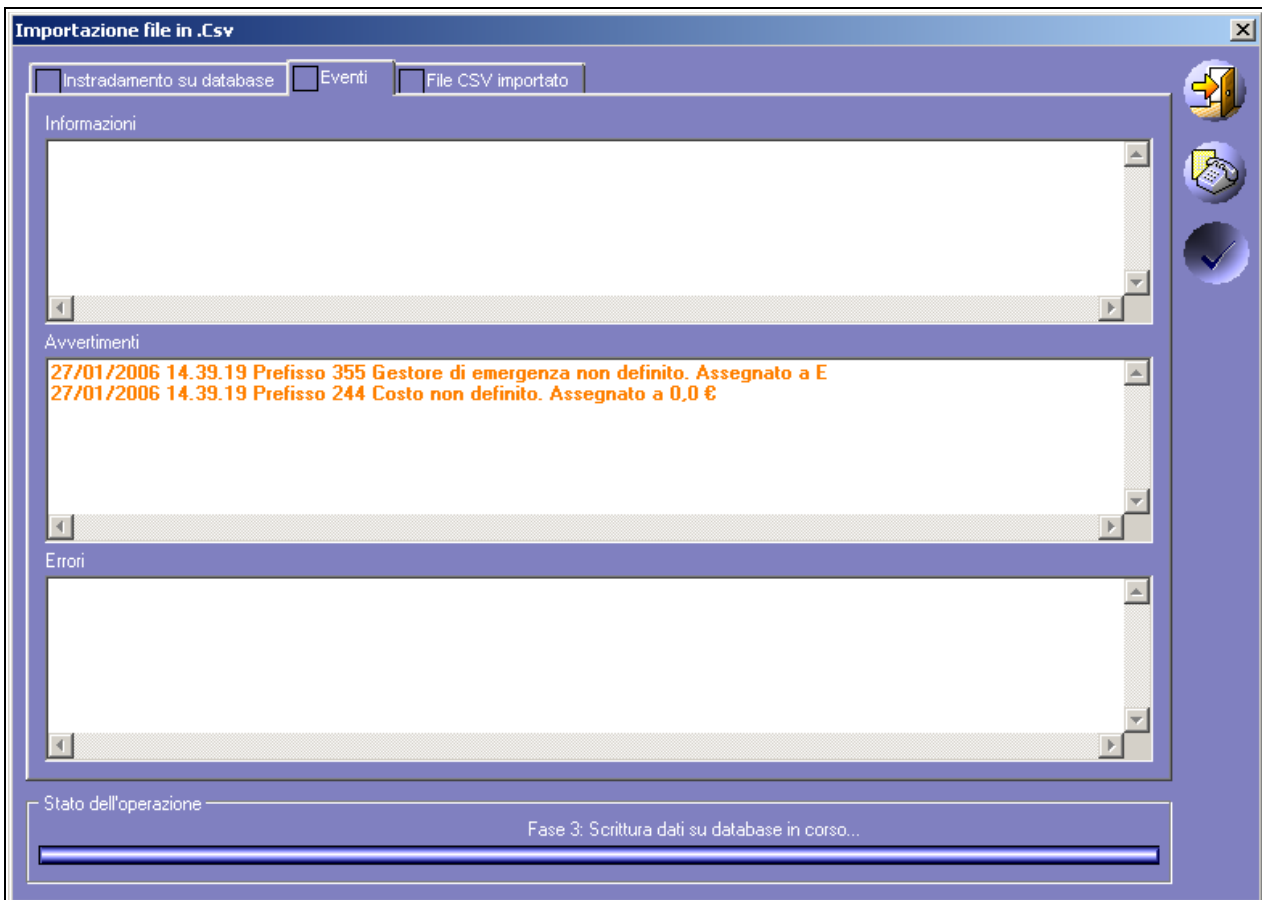 Importazione file in .Csv
Instradamento su database
Eventi
File CSV importato
Informazioni
Avvertimenti
27/01/2006 14.39.19 Prefisso 355 Gestore di emergenza non definito. Assegnato a E
27/01/2006 14.39.19 Prefisso 244 Costo non definito. Assegnato a 0,0 €
Errori
Stato dell'operazione
Fase 3: Scrittura dati su database in corso...